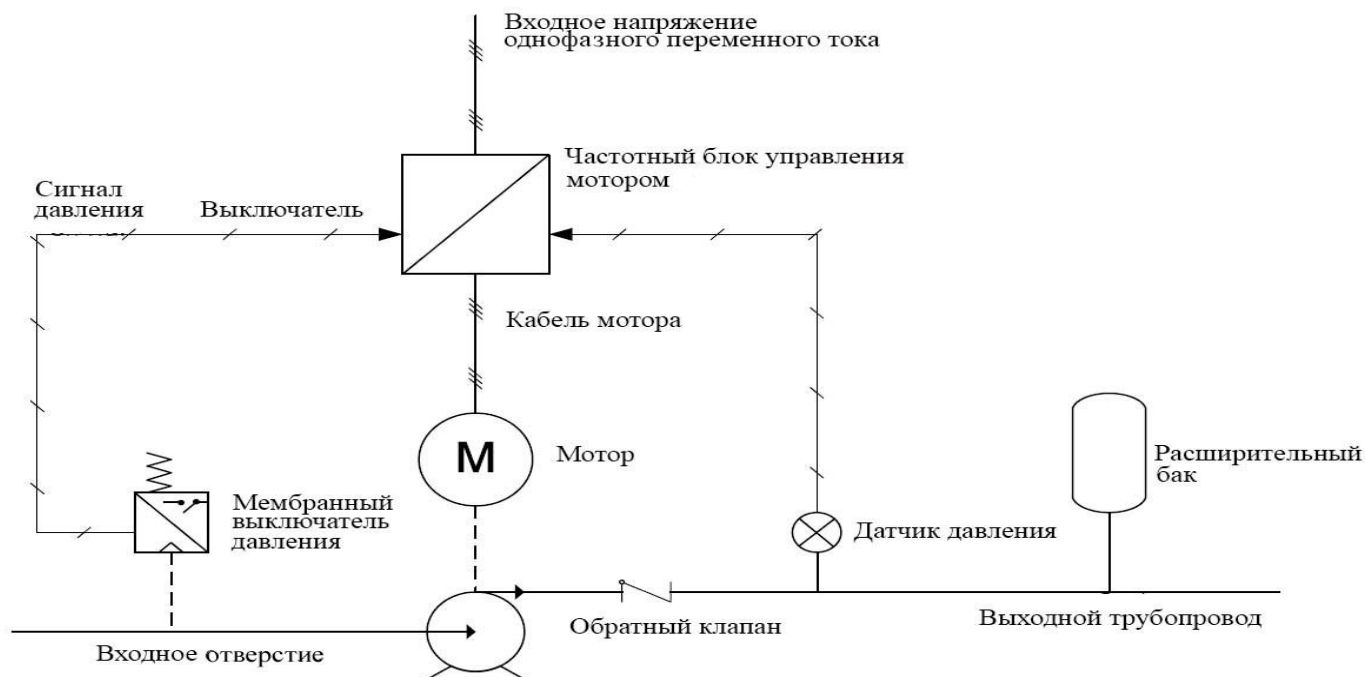 Входное напряжение
однофазного переменного тока
Частотный блок управления
мотором
Сигнал
давления
Выключатель
Кабель мотора
M
Мотор
Расширительный
бак
Мембранный
выключатель
давления
Датчик давления
Обратный клапан
Выходной трубопровод
Входное отверстие